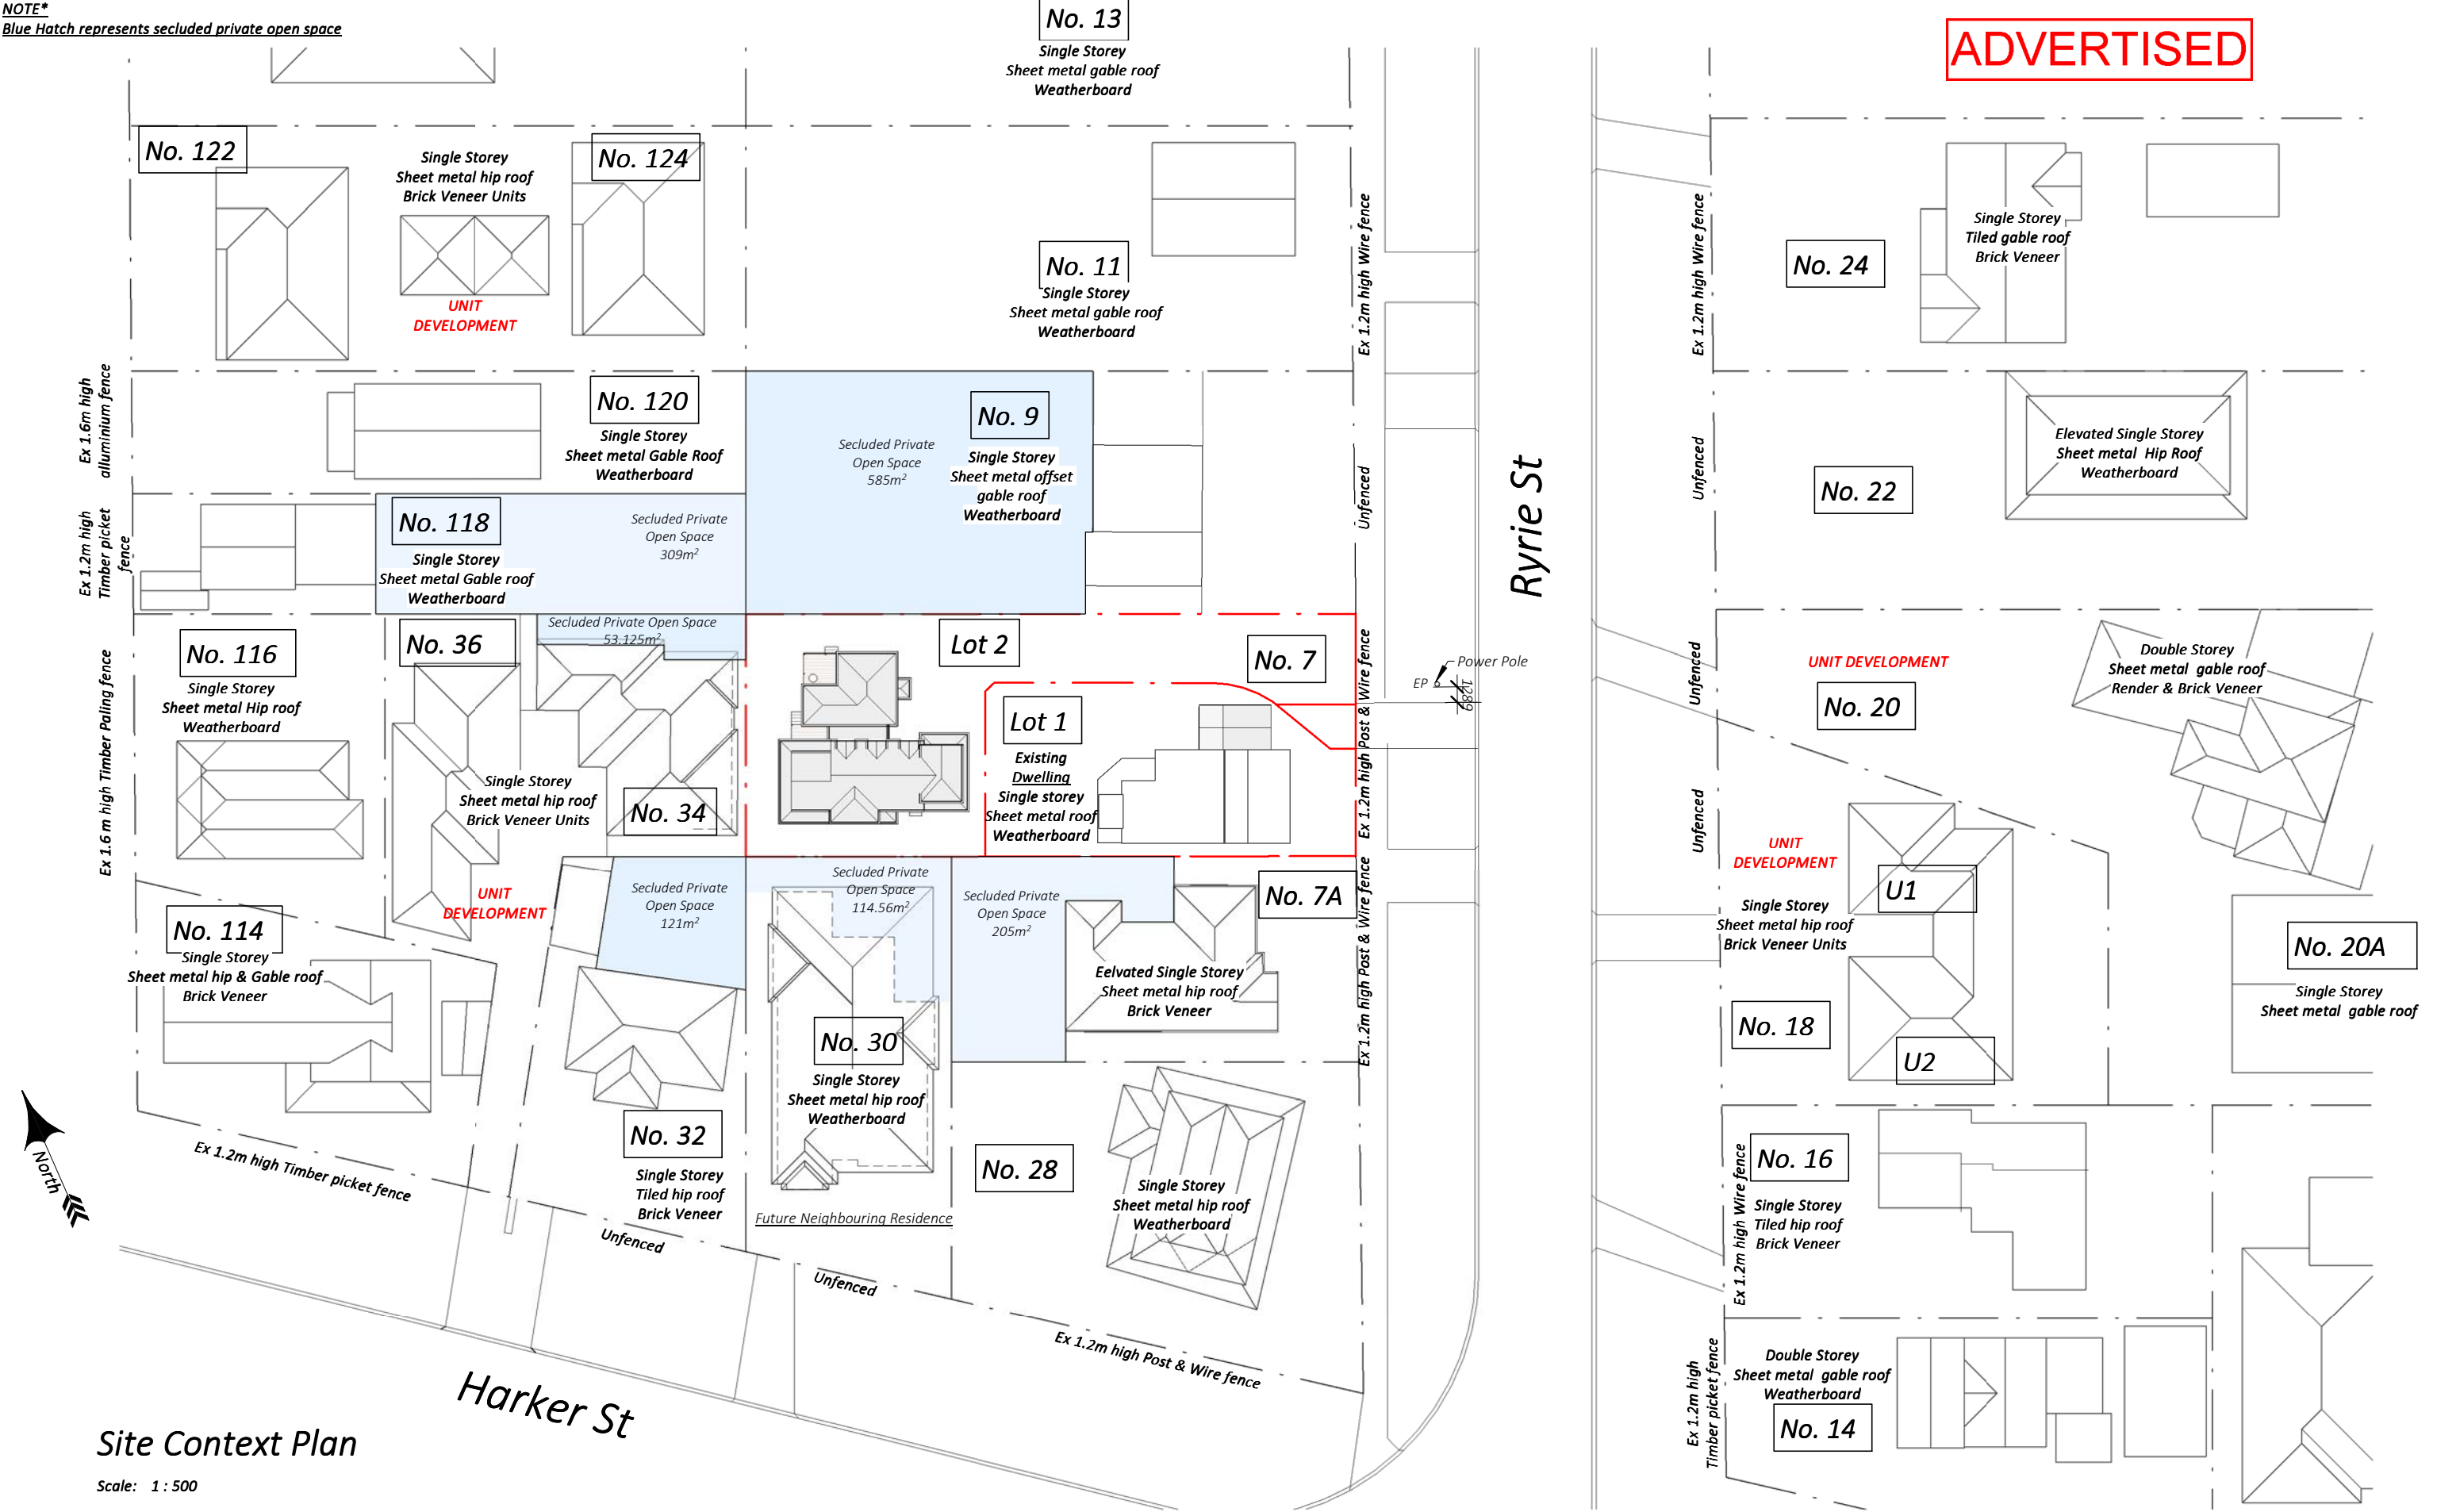 NOTE*
Blue Hatch represents secluded private open space
ADVERTISED
No. 13
Single Storey
Sheet metal gable roof
Weatherboard
No. 122
Single Storey
Sheet metal hip roof
Brick Veneer Units
UNIT
DEVELOPMENT
No. 124
No. 11
Single Storey
Sheet metal gable roof
Weatherboard
Ex 1.2m high Wire fence
Ex 1.2m high Wire fence
No. 24
Single Storey
Tiled gable roof
Brick Veneer
Ex 1.6m high
alluminium fence
No. 120
Single Storey
Sheet metal Gable Roof
Weatherboard
Secluded Private
Open Space
585m²
No. 9
Single Storey
Sheet metal offset
gable roof
Weatherboard
Unfenced
Ryrie St
Unfenced
No. 22
Elevated Single Storey
Sheet metal Hip Roof
Weatherboard
Ex 1.2m high
Timber picket
fence
No. 118
Single Storey
Sheet metal Gable roof
Weatherboard
Secluded Private
Open Space
309m²
Ex 1.6 m high Timber Paling fence
No. 116
Single Storey
Sheet metal Hip roof
Weatherboard
No. 36
Secluded Private Open Space
53.125m²
Single Storey
Sheet metal hip roof
Brick Veneer Units
No. 34
UNIT
DEVELOPMENT
Lot 2
No. 7
Lot 1
Existing
Dwelling
Single storey
Sheet metal roof
Weatherboard
Ex 1.2m high Post & Wire fence
Power Pole
EP
1289
Unfenced
UNIT DEVELOPMENT
No. 20
Double Storey
Sheet metal gable roof
Render & Brick Veneer
Unfenced
UNIT
DEVELOPMENT
U1
Single Storey
Sheet metal hip roof
Brick Veneer Units
No. 18
U2
No. 20A
Single Storey
Sheet metal gable roof
No. 114
Single Storey
Sheet metal hip & Gable roof
Brick Veneer
Secluded Private
Open Space
121m²
Secluded Private
Open Space
114.56m²
Secluded Private
Open Space
205m²
No. 7A
Eelvated Single Storey
Sheet metal hip roof
Brick Veneer
Ex 1.2m high Post & Wire fence
No. 30
Single Storey
Sheet metal hip roof
Weatherboard
Future Neighbouring Residence
No. 32
Single Storey
Tiled hip roof
Brick Veneer
No. 28
Single Storey
Sheet metal hip roof
Weatherboard
North
Ex 1.2m high Timber picket fence
Unfenced
Unfenced
Ex 1.2m high Post & Wire fence
Ex 1.2m high Wire fence
No. 16
Single Storey
Tiled hip roof
Brick Veneer
Ex 1.2m high
Timber picket fence
Double Storey
Sheet metal gable roof
Weatherboard
No. 14
Harker St
Site Context Plan
Scale: 1 : 500